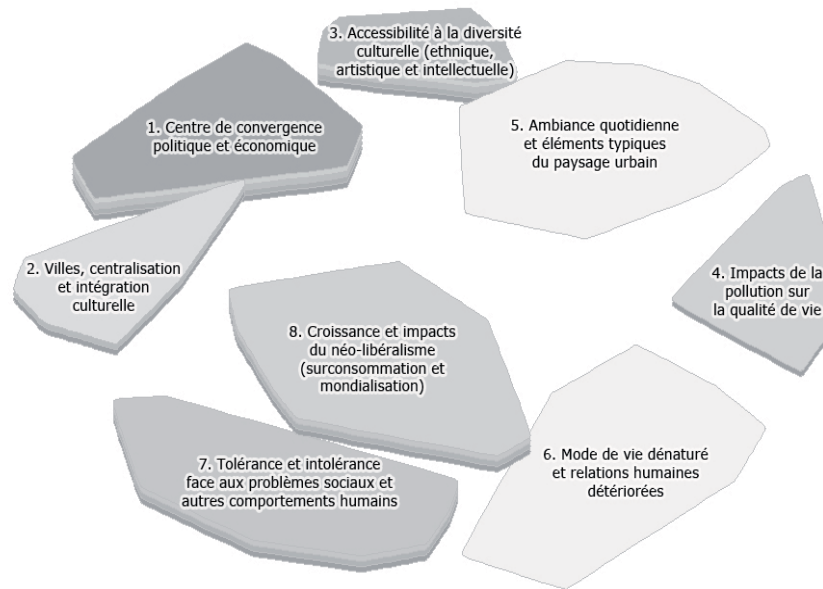 3. Accessibilité à la diversité
culturelle (ethnique,
artistique et intellectuelle)
1. Centre de convergence
politique et économique
5. Ambiance quotidienne
et éléments typiques
du paysage urbain
2. Villes, centralisation
et intégration
culturelle
4. Impacts de la
pollution sur
la qualité de vie
8. Croissance et impacts
du néo-libéralisme
(surconsommation et
mondialisation)
7. Tolérance et intolérance
face aux problèmes sociaux et
autres comportements humains
6. Mode de vie dénaturé
et relations humaines
détériorées